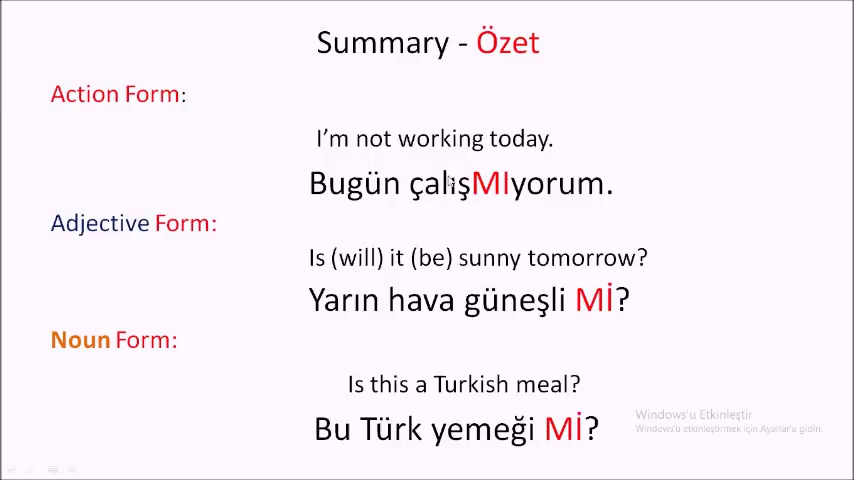 Summary - Özet
Action Form:
I'm not working today.
Bugün çalışMIyorum.
Adjective Form:
Is (will) it (be) sunny tomorrow?
Yarın hava güneşli Mİ?
Noun Form:
Is this a Turkish meal?
Bu Türk yemeği Mİ?
Windows'u Etkinleştir
Windows'u etkinleştirmek için Ayarlar'a gidin.